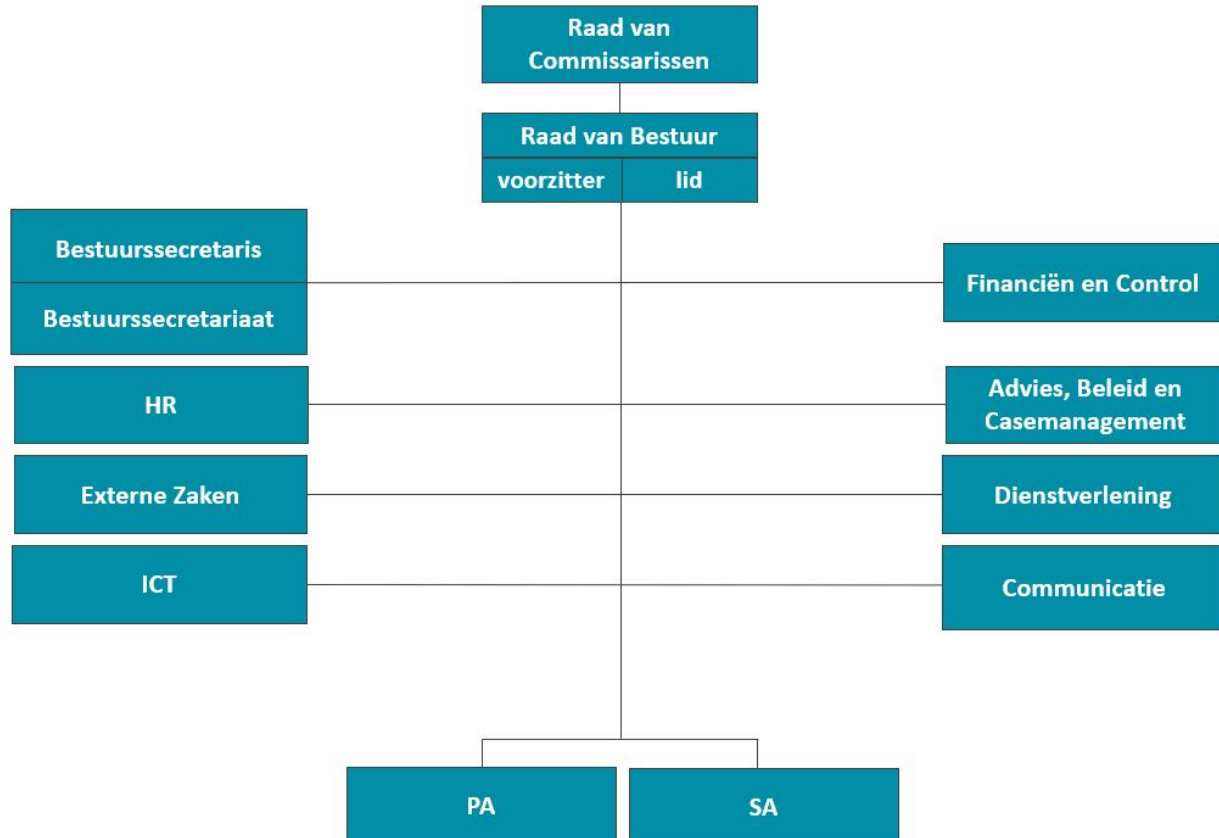 Raad van
Commissarissen
Raad van Bestuur
voorzitter lid
Bestuurssecretaris
Bestuurssecretariaat
Financiën en Control
HR
Advies, Beleid en
Casemanagement
Externe Zaken
Dienstverlening
ICT
Communicatie
PA
SA